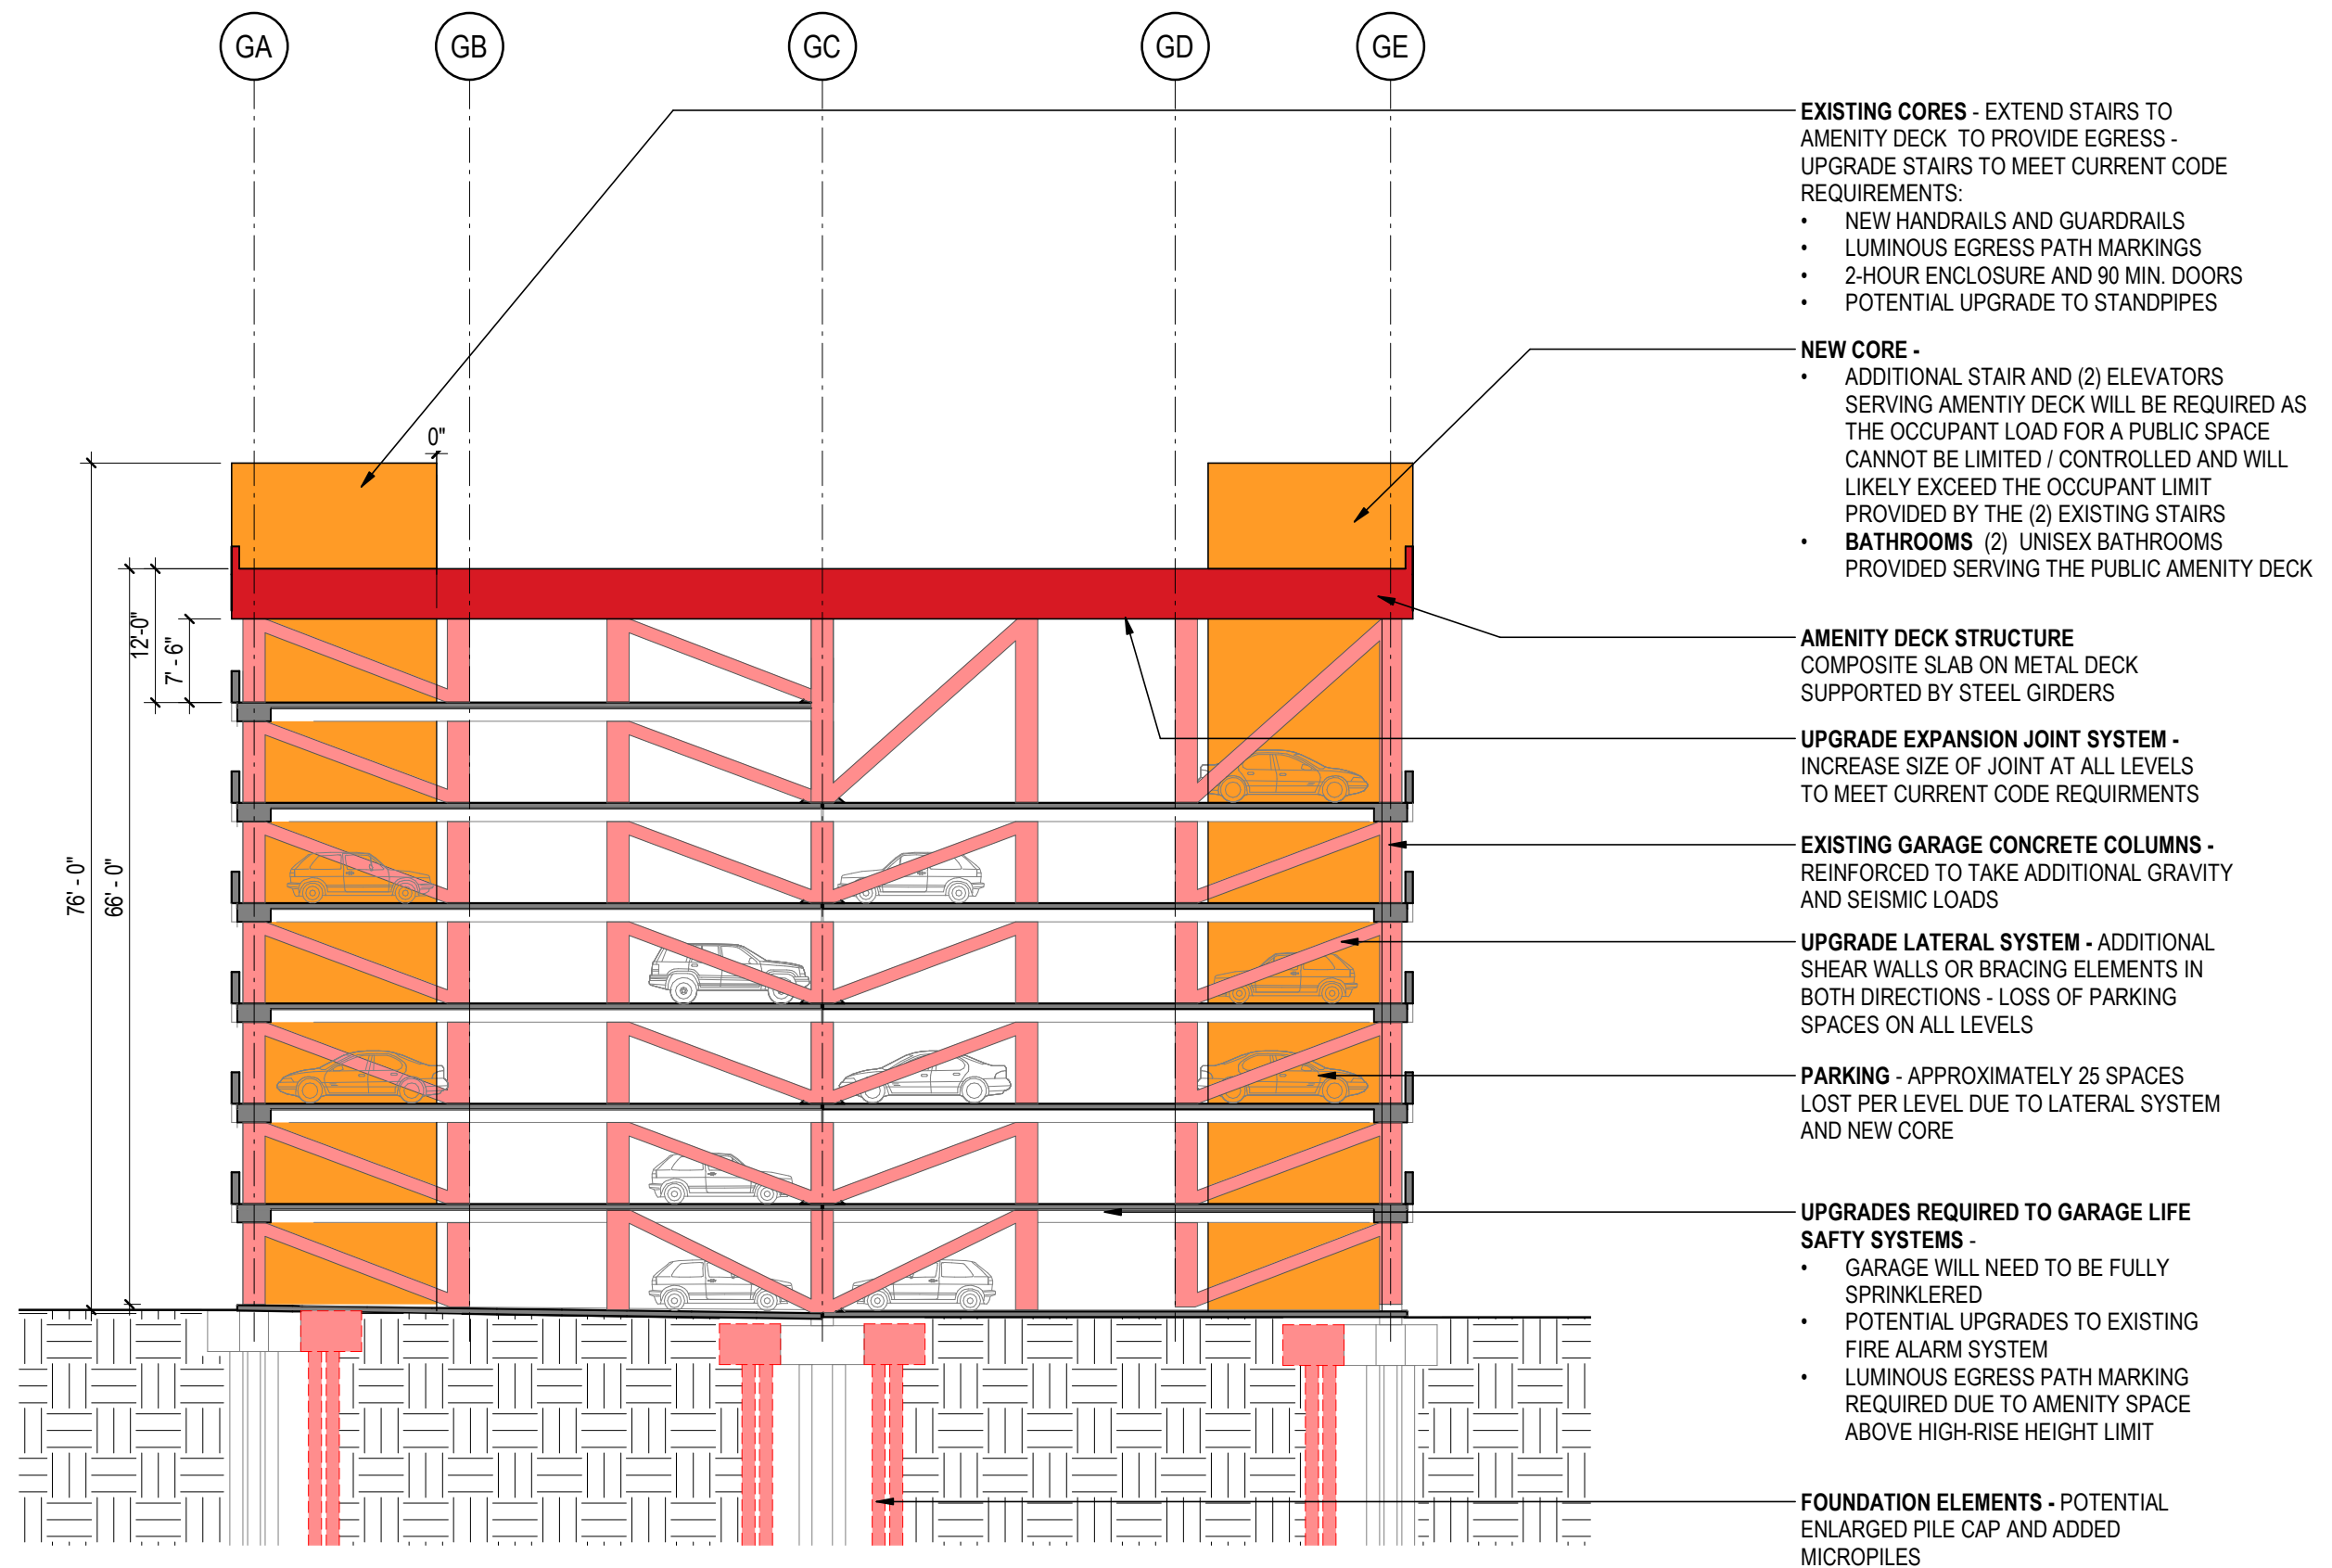 GA
GB
GC
GD
GE
EXISTING CORES - EXTEND STAIRS TO
AMENITY DECK TO PROVIDE EGRESS -
UPGRADE STAIRS TO MEET CURRENT CODE
REQUIREMENTS:
• NEW HANDRAILS AND GUARDRAILS
• LUMINOUS EGRESS PATH MARKINGS
• 2-HOUR ENCLOSURE AND 90 MIN. DOORS
• POTENTIAL UPGRADE TO STANDPIPES
NEW CORE -
• ADDITIONAL STAIR AND (2) ELEVATORS
SERVING AMENTIY DECK WILL BE REQUIRED AS
THE OCCUPANT LOAD FOR A PUBLIC SPACE
CANNOT BE LIMITED / CONTROLLED AND WILL
LIKELY EXCEED THE OCCUPANT LIMIT
PROVIDED BY THE (2) EXISTING STAIRS
• BATHROOMS (2) UNISEX BATHROOMS
PROVIDED SERVING THE PUBLIC AMENITY DECK
0"
12'-0"
7' - 6"
76' - 0"
66' - 0"
AMENITY DECK STRUCTURE
COMPOSITE SLAB ON METAL DECK
SUPPORTED BY STEEL GIRDERS
UPGRADE EXPANSION JOINT SYSTEM -
INCREASE SIZE OF JOINT AT ALL LEVELS
TO MEET CURRENT CODE REQUIRMENTS
EXISTING GARAGE CONCRETE COLUMNS -
REINFORCED TO TAKE ADDITIONAL GRAVITY
AND SEISMIC LOADS
UPGRADE LATERAL SYSTEM - ADDITIONAL
SHEAR WALLS OR BRACING ELEMENTS IN
BOTH DIRECTIONS - LOSS OF PARKING
SPACES ON ALL LEVELS
PARKING - APPROXIMATELY 25 SPACES
LOST PER LEVEL DUE TO LATERAL SYSTEM
AND NEW CORE
UPGRADES REQUIRED TO GARAGE LIFE
SAFTY SYSTEMS -
• GARAGE WILL NEED TO BE FULLY
SPRINKLERED
• POTENTIAL UPGRADES TO EXISTING
FIRE ALARM SYSTEM
• LUMINOUS EGRESS PATH MARKING
REQUIRED DUE TO AMENITY SPACE
ABOVE HIGH-RISE HEIGHT LIMIT
FOUNDATION ELEMENTS - POTENTIAL
ENLARGED PILE CAP AND ADDED
MICROPILES